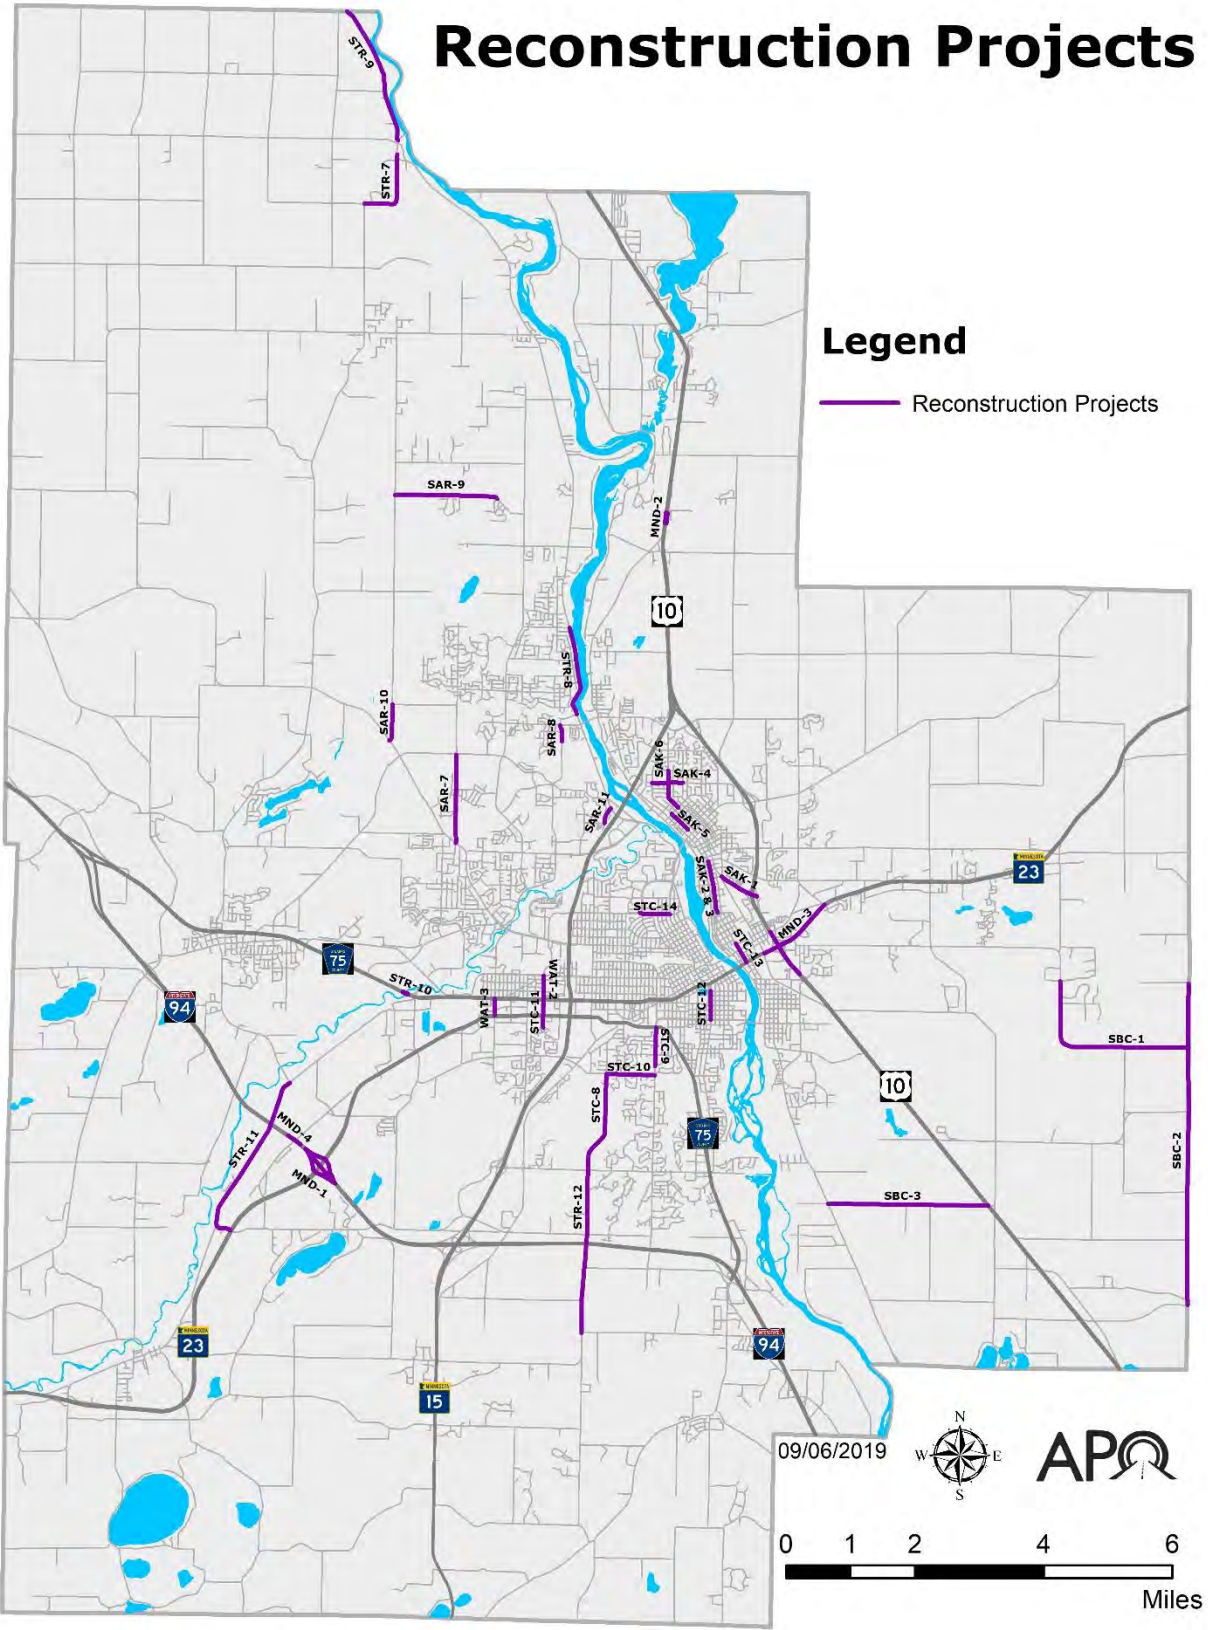 Reconstruction Projects
STR-9
STR-7
Legend
Reconstruction Projects
SAR-9
MND-2
10
STR-8
SAR-10
SAR-8
SAK-6
SAK-4
SAR-7
SAR-11
SAK-5
MINNESOTA
23
SAK-1
SAK-2 & 3
STC-14
MND-3
STC-13
75
STR-10
WAT-2
94
WAT-3
STC-11
STC-12
STC-9
SBC-1
STC-10
10
STC-8
MND-4
75
STR-11
SBC-2
MND-1
SBC-3
STR-12
MINNESOTA
23
94
MINNESOTA
15
N
W
E
S
09/06/2019
APO
0 1 2 4 6
Miles